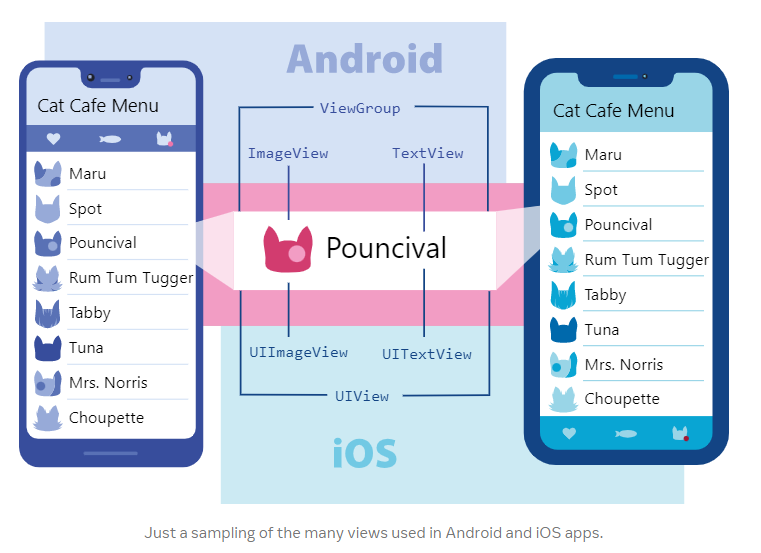 Android
Cat Cafe Menu
Maru
Spot
Pouncival
Rum Tum Tugger
Tabby
Tuna
Mrs. Norris
Choupette
ViewGroup
ImageView TextView
Pouncival
UIImageView UITextView
UIView
iOS
Cat Cafe Menu
Maru
Spot
Pouncival
Rum Tum Tugger
Tabby
Tuna
Mrs. Norris
Choupette
Just a sampling of the many views used in Android and iOS apps.